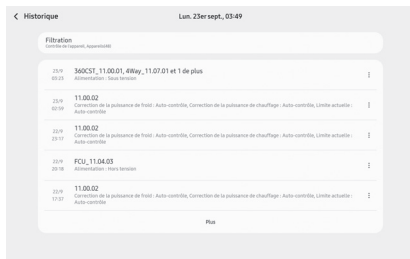 Historique
Lun. 23er sept., 03:49
Filtration
Contrôle de l'appareil, Appareil(48)
23/9
03:25
360CST_11.00.01, 4Way_11.07.01 et 1 de plus
Alimentation : Sous tension
23/9
02:59
11.00.02
Correction de la puissance de froid : Auto-contrôle, Correction de la puissance de chauffage : Auto-contrôle, Limite actuelle :
Auto-contrôle
22/9
23:17
11.00.02
Correction de la puissance de froid : Auto-contrôle, Correction de la puissance de chauffage : Auto-contrôle, Limite actuelle :
Auto-contrôle
22/9
20:18
FCU_11.04.03
Alimentation : Hors tension
22/9
17:37
11.00.02
Correction de la puissance de froid : Auto-contrôle, Correction de la puissance de chauffage : Auto-contrôle, Limite actuelle :
Auto-contrôle
Plus